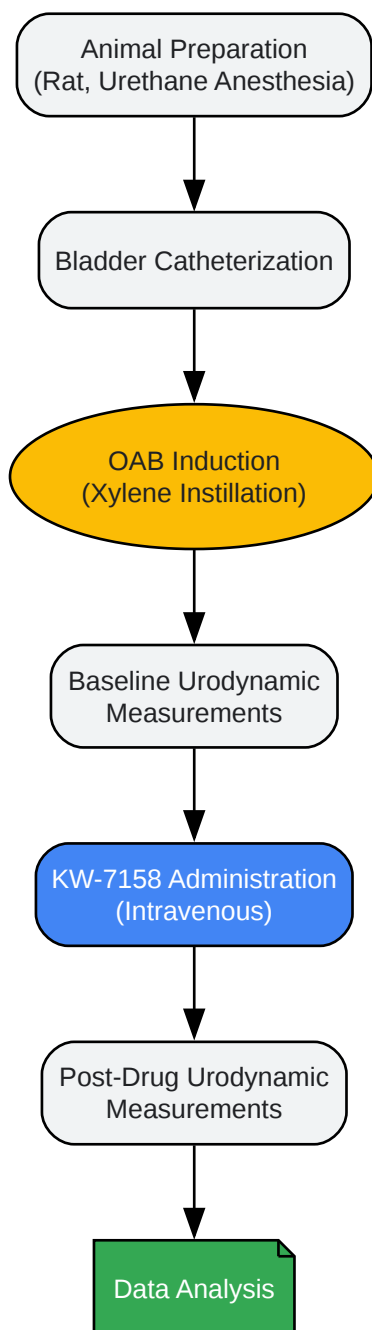 Animal Preparation
(Rat, Urethane Anesthesia)
Bladder Catheterization
OAB Induction
(Xylene Instillation)
Baseline Urodynamic
Measurements
KW-7158 Administration
(Intravenous)
Post-Drug Urodynamic
Measurements
Data Analysis